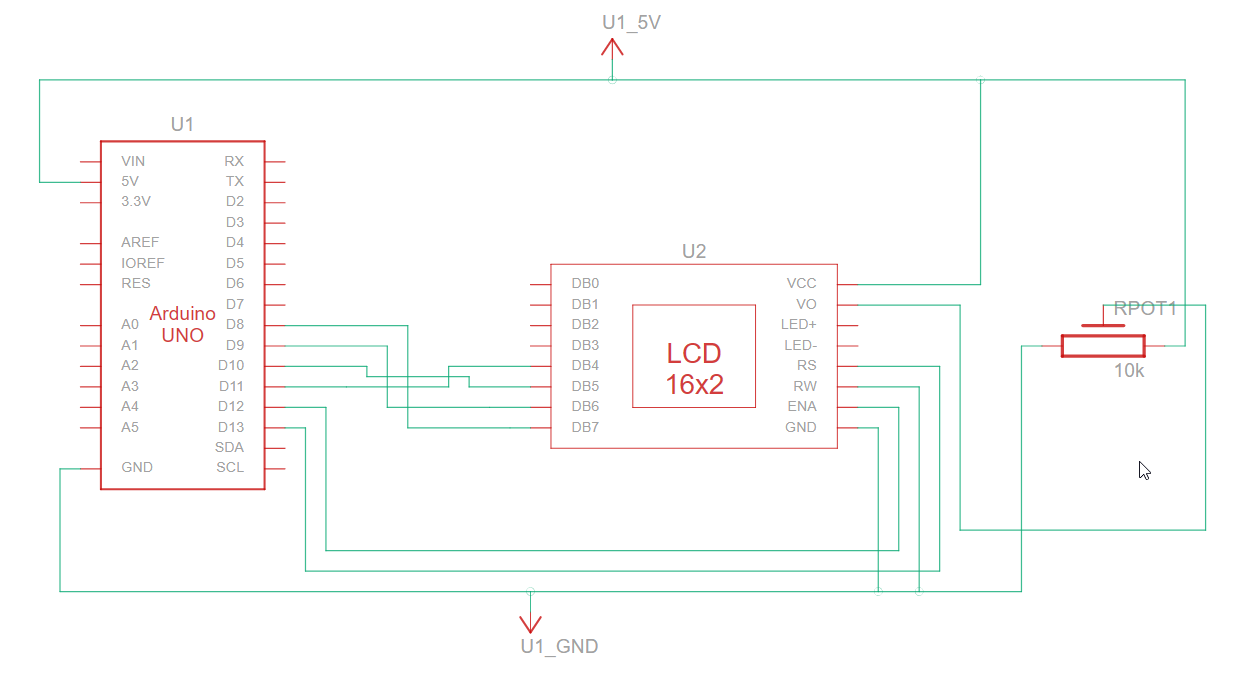 U1_5V
U1
VIN RX
5V TX
3.3V D2
D3
AREF D4
IOREF D5
RES D6
D7
Arduino
UNO
A0 D8
A1 D9
A2 D10
A3 D11
A4 D12
A5 D13
SDA
GND SCL
U2
DB0 VCC
DB1 VO
DB2 LED+
DB3 LED-
DB4 RS
DB5 RW
DB6 ENA
DB7 GND
LCD
16x2
RPOT1
10k
U1_GND